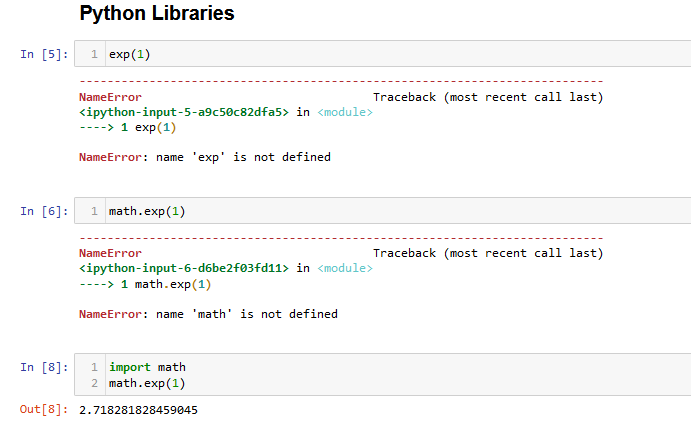 Python Libraries
In [5]: 1 exp(1)
---------------------------------------------------------------------------
NameError Traceback (most recent call last)
<ipython-input-5-a9c50c82dfa5> in <module>
----> 1 exp(1)
NameError: name 'exp' is not defined
In [6]: 1 math.exp(1)
---------------------------------------------------------------------------
NameError Traceback (most recent call last)
<ipython-input-6-d6be2f03fd11> in <module>
----> 1 math.exp(1)
NameError: name 'math' is not defined
In [8]: 1 import math
2 math.exp(1)
Out[8]: 2.718281828459045